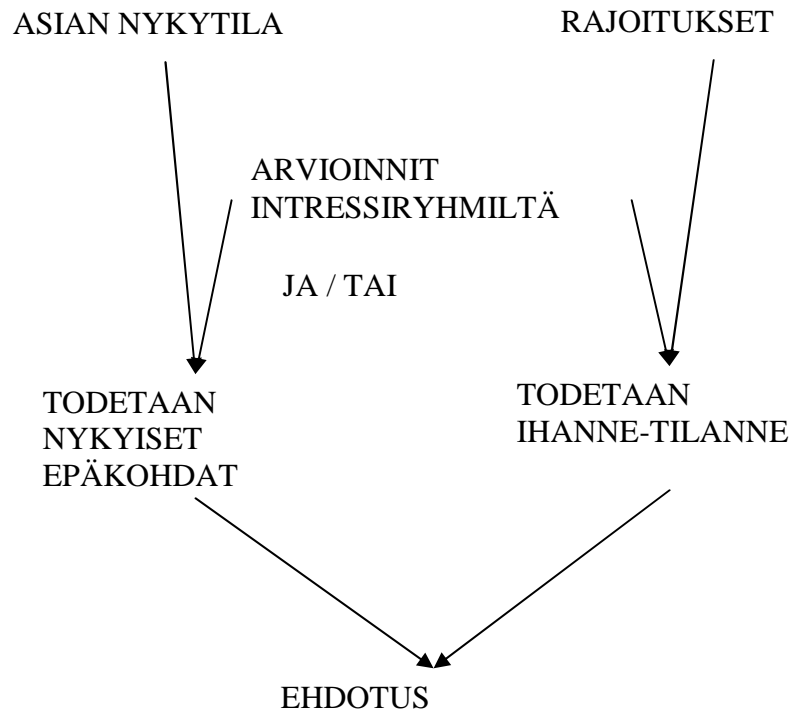 ASIAN NYKYTILA
RAJOITUKSET
ARVIOINNIT
INTRESSIRYHMILTÄ
JA / TAI
TODETAAN
NYKYISET
EPÄKOHDAT
TODETAAN
IHANNE-TILANNE
EHDOTUS